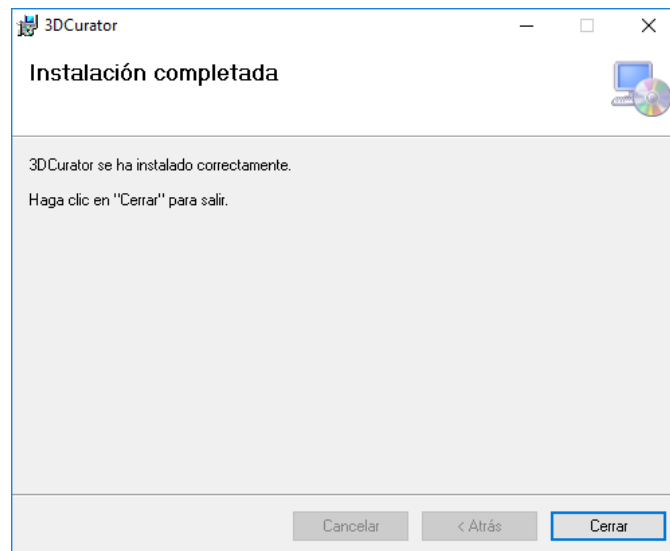 3DCurator
Instalación completada
3DCurator se ha instalado correctamente.
Haga clic en "Cerrar" para salir.
Cancelar
< Atrás
Cerrar